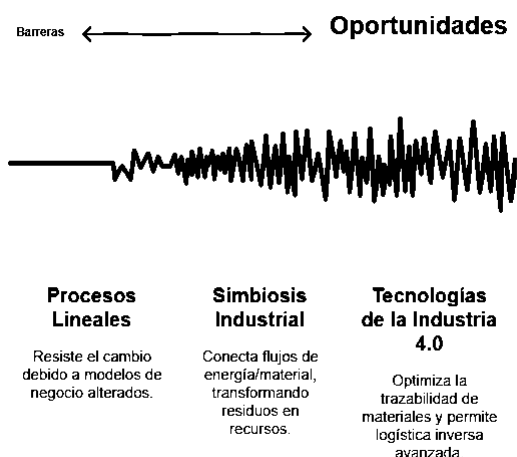 Barreras
Oportunidades
Procesos
Lineales
Resiste el cambio
debido a modelos de
negocio alterados.
Simbiosis
Industrial
Conecta flujos de
energía/material,
transformando
residuos en
recursos.
Tecnologías
de la Industria
4.0
Optimiza la
trazabilidad de
materiales y permite
logística inversa
avanzada